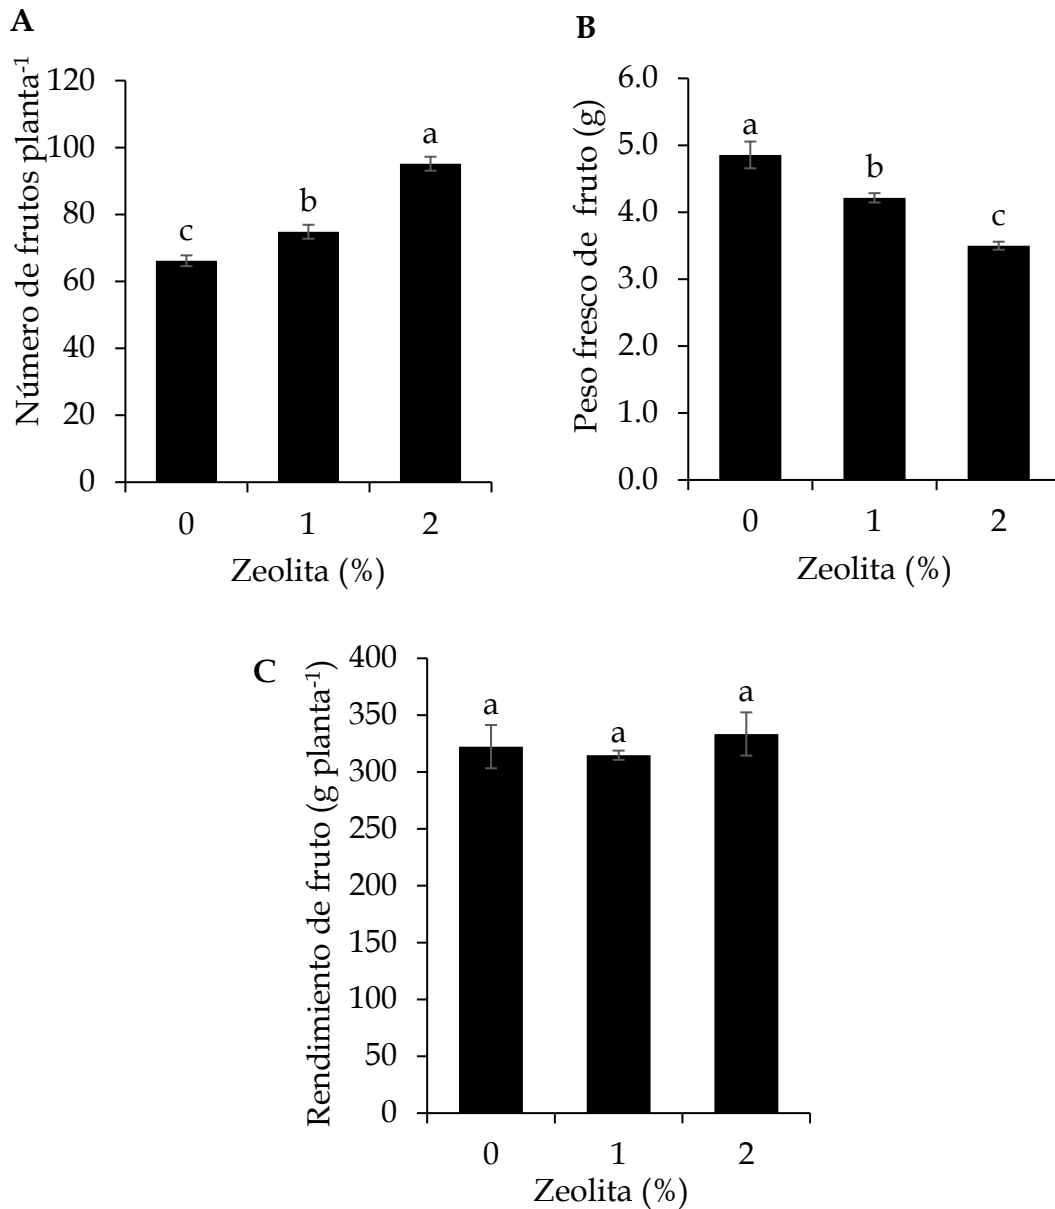 A
Número de frutos planta-1
120
100
80
60
40
20
0
c
b
a
0 1 2
Zeolita (%)
B
Peso fresco de fruto (g)
6.0
5.0
4.0
3.0
2.0
1.0
0.0
a
b
c
0 1 2
Zeolita (%)
C
Rendimiento de fruto (g planta-1)
400
350
300
250
200
150
100
50
0
a
a
a
0 1 2
Zeolita (%)